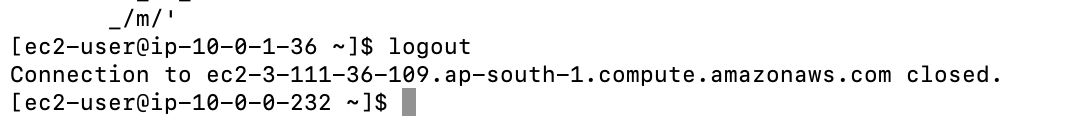 _/m/'
[ec2-user@ip-10-0-1-36 ~]$ logout
Connection to ec2-3-111-36-109.ap-south-1.compute.amazonaws.com closed.
[ec2-user@ip-10-0-0-232 ~]$